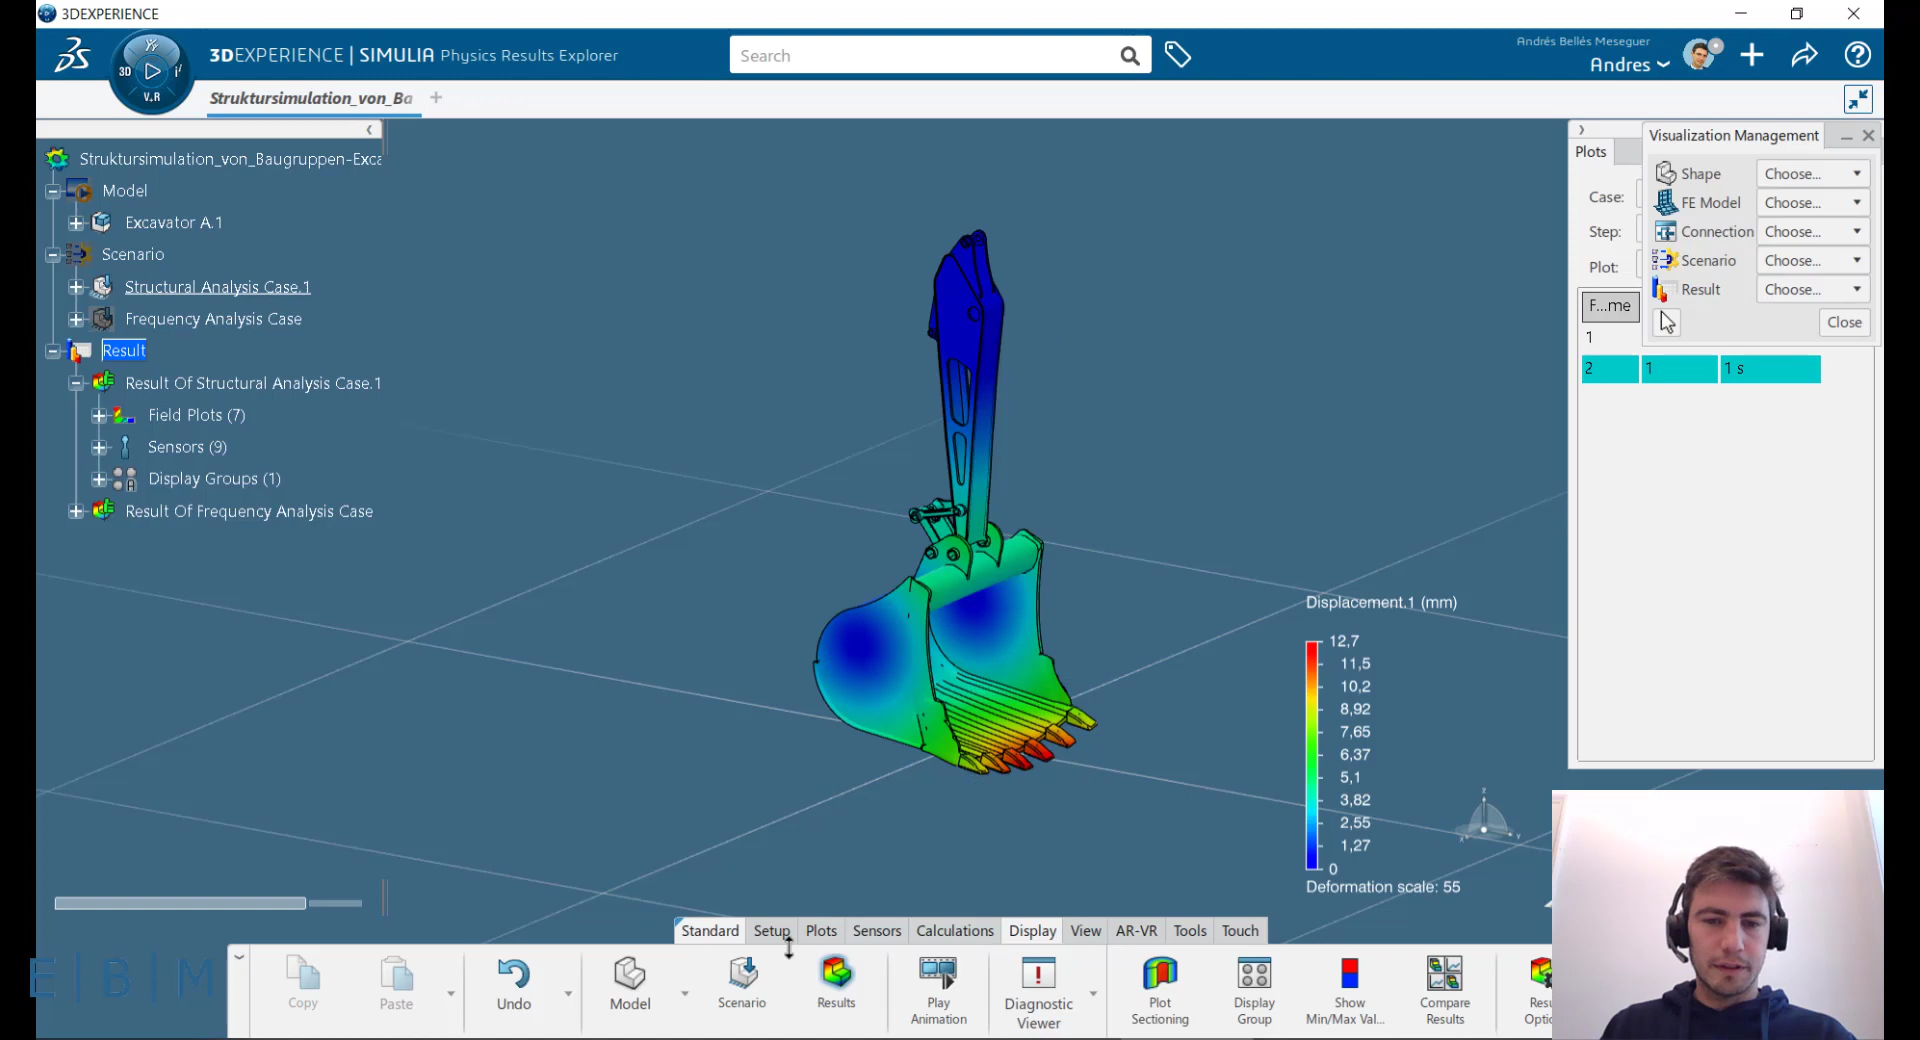 3DEXPERIENCE
3DEXPERIENCE | SIMULIA Physics Results Explorer
Search
Andrés Bellés Meseguer
Andres
3D
V.R
Struktursimulation_von_Ba
Struktursimulation_von_Baugruppen-Exca
Model
Excavator A.1
Scenario
Structural Analysis Case.1
Frequency Analysis Case
Result
Result Of Structural Analysis Case.1
Field Plots (7)
Sensors (9)
Display Groups (1)
Result Of Frequency Analysis Case
Plots
Case:
Step:
Plot:
F...me
1
2 1 1 s
Visualization Management
Shape Choose...
FE Model Choose...
Connection Choose...
Scenario Choose...
Result Choose...
Close
Displacement.1 (mm)
12,7
11,5
10,2
8,92
7,65
6,37
5,1
3,82
2,55
1,27
0
Deformation scale: 55
Standard Setup Plots Sensors Calculations Display View AR-VR Tools Touch
E | B | M
Copy
Paste
Undo
Model
Scenario
Results
Play
Animation
Diagnostic
Viewer
Plot
Sectioning
Display
Group
Show
Min/Max Val...
Compare
Results
Resu
Optio